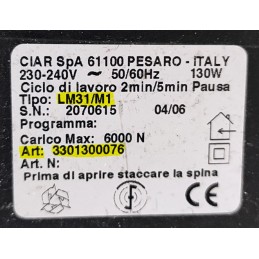 CIAR SpA 61100 PESARO - iTALY
230-240V ~ 50/60Hz 130W
Ciclo di lavoro 2min/5min Pausa
Tipo: LM31/M1
S.N.: 2070615 04/06
Programma:
Carico Max: 6000 N
Art: 3301300076
Art. N:
Prima di aprire staccare la spina
CE